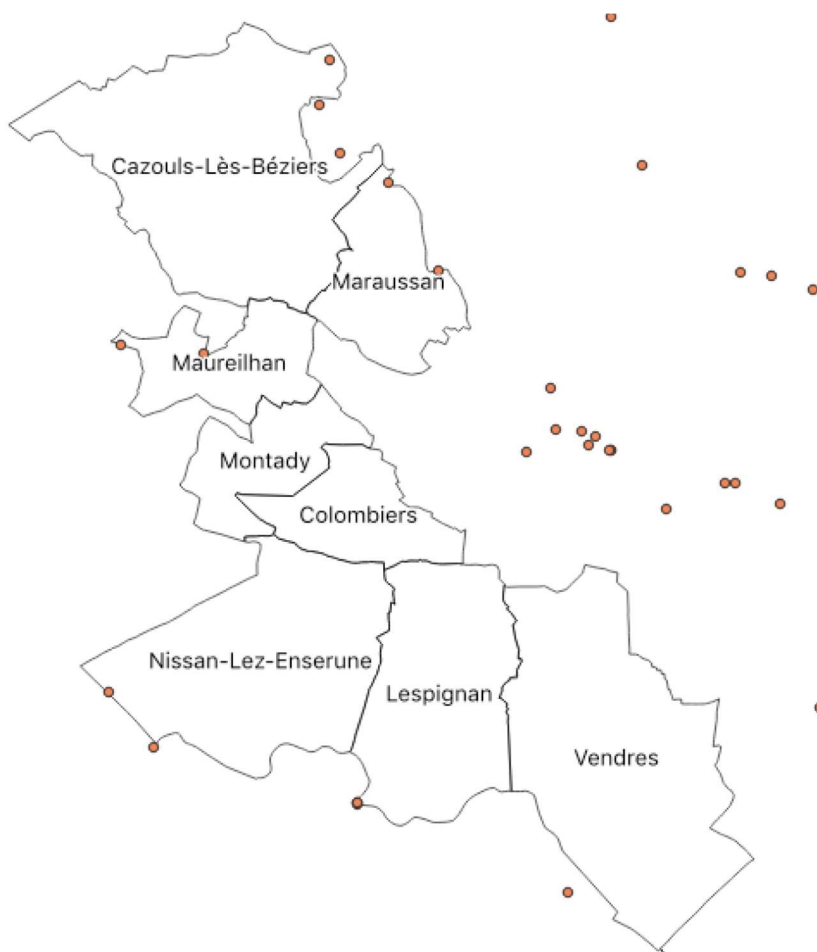 Cazouls-Lès-Béziers
Maraussan
Maureilhan
Montady
Colombiers
Nissan-Lez-Enserune
Lespignan
Vendres